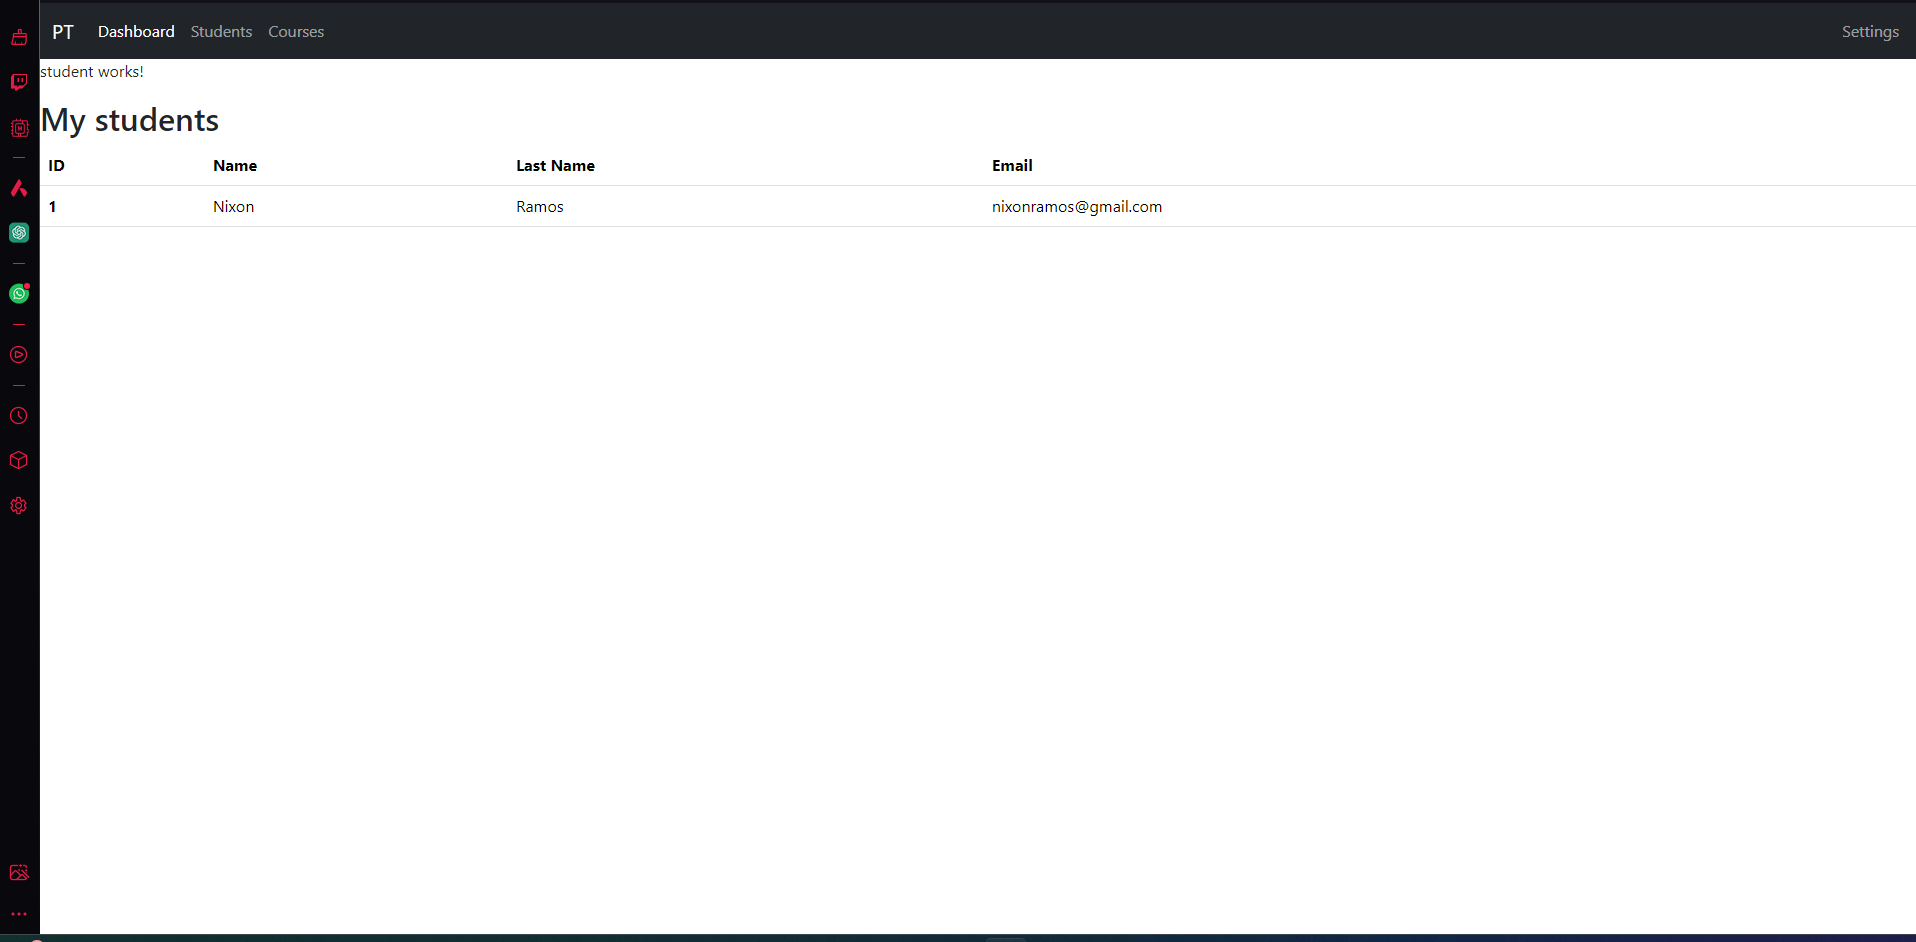 PT Dashboard Students Courses Settings
student works!
My students
ID Name Last Name Email
1 Nixon Ramos nixonramos@gmail.com